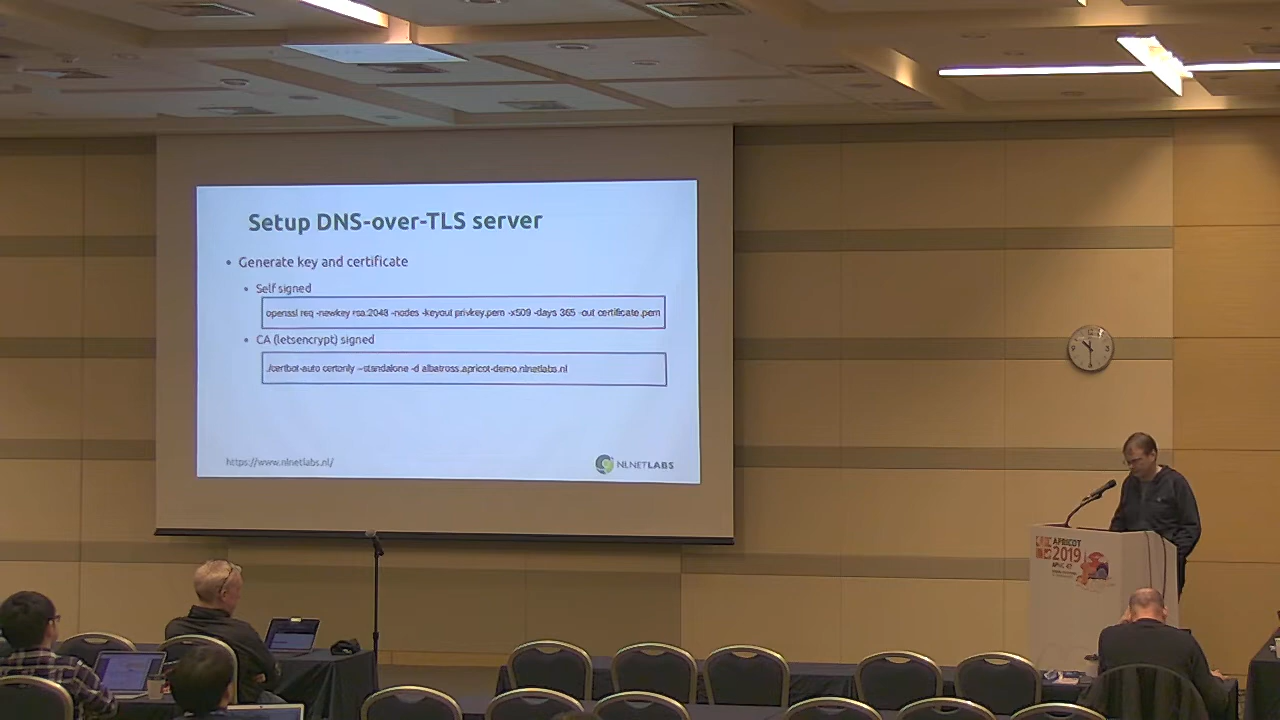 Setup DNS-over-TLS server
• Generate key and certificate
• Self signed
openssl req -newkey rsa:2048 -nodes -keyout privkey.pem -x509 -days 365 -out certificate.pem
• CA (letsencrypt) signed
./certbot-auto certonly --standalone -d albatross.apricot-demo.nlnetlabs.nl
https://www.nlnetlabs.nl/
NLNETLABS
APRICOT
2019
APNIC 47